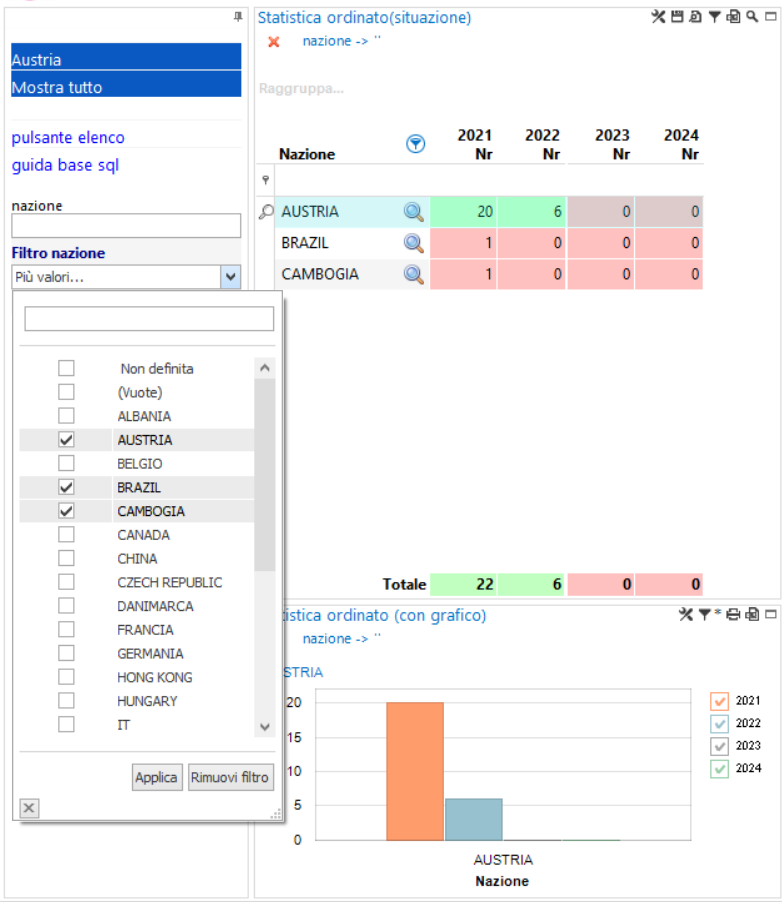 Austria
Mostra tutto
pulsante elenco
guida base sql
nazione
Filtro nazione
Più valori...
Non definita
(Vuote)
ALBANIA
AUSTRIA
BELGIO
BRAZIL
CAMBOGIA
CANADA
CHINA
CZECH REPUBLIC
DANIMARCA
FRANCIA
GERMANIA
HONG KONG
HUNGARY
IT
Applica Rimuovi filtro
Statistica ordinato(situazione)
nazione -> ''
Raggruppa...
Nazione 2021 Nr 2022 Nr 2023 Nr 2024 Nr
AUSTRIA 20 6 0 0
BRAZIL 1 0 0 0
CAMBOGIA 1 0 0 0
Totale 22 6 0 0
tistica ordinato (con grafico)
nazione -> ''
STRIA
20
15
10
5
0
AUSTRIA
Nazione
2021
2022
2023
2024